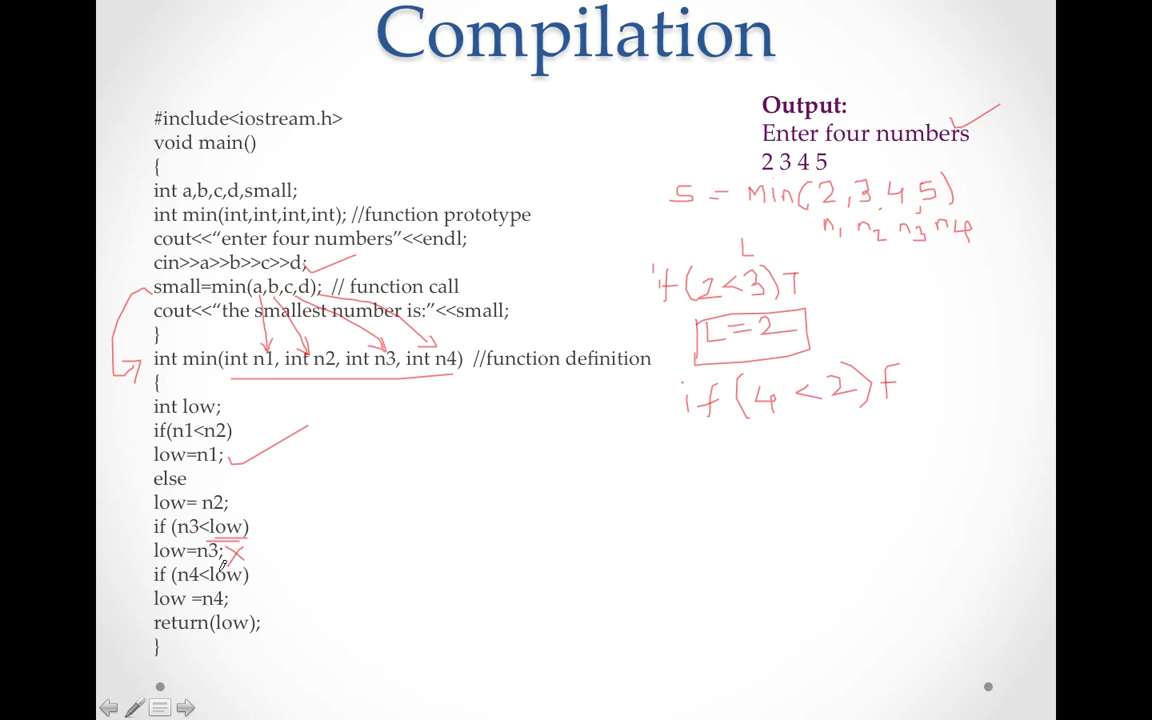 Compilation
#include<iostream.h>
void main()
{
int a,b,c,d,small;
int min(int,int,int,int); //function prototype
cout<<“enter four numbers”<<endl;
cin>>a>>b>>c>>d;
small=min(a,b,c,d); // function call
cout<<“the smallest number is:”<<small;
}
int min(int n1, int n2, int n3, int n4) //function definition
{
int low;
if(n1<n2)
low=n1;
else
low= n2;
if (n3<low)
low=n3;
if (n4<low)
low =n4;
return(low);
}
Output:
Enter four numbers
2 3 4 5
S = min(2,3,4,5)
n1 n2 n3 n4
L
if(2<3)T
L=2
if(4<2)F